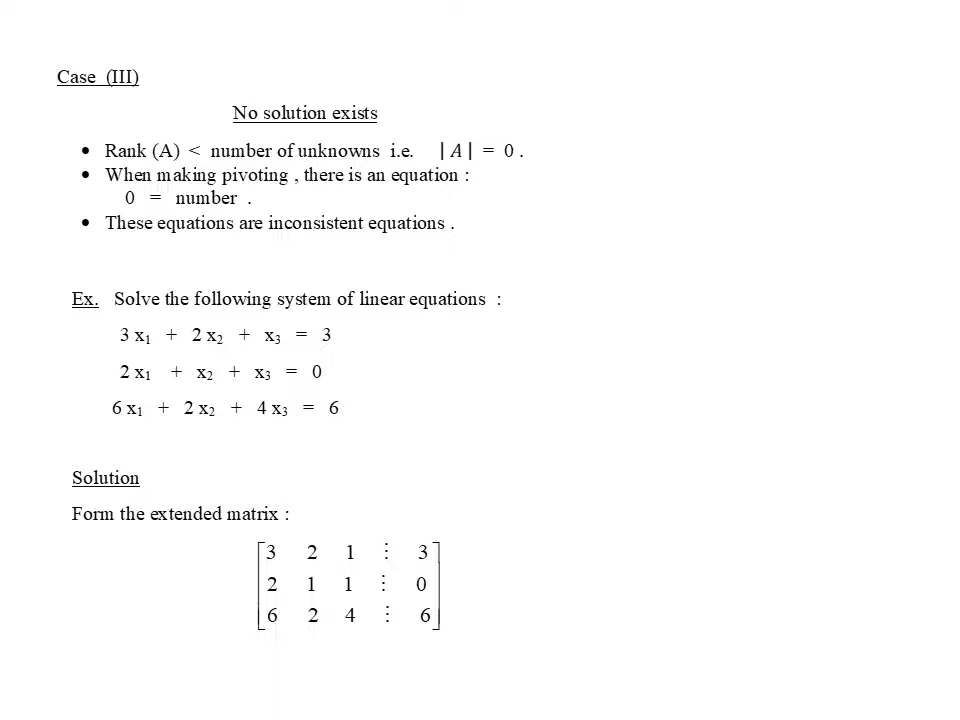 Case (III)
No solution exists
• Rank (A) < number of unknowns i.e. | A | = 0 .
• When making pivoting , there is an equation :
0 = number .
• These equations are inconsistent equations .
Ex. Solve the following system of linear equations :
3 x₁ + 2 x₂ + x₃ = 3
2 x₁ + x₂ + x₃ = 0
6 x₁ + 2 x₂ + 4 x₃ = 6
Solution
Form the extended matrix :
3 2 1 ⋮ 3
2 1 1 ⋮ 0
6 2 4 ⋮ 6